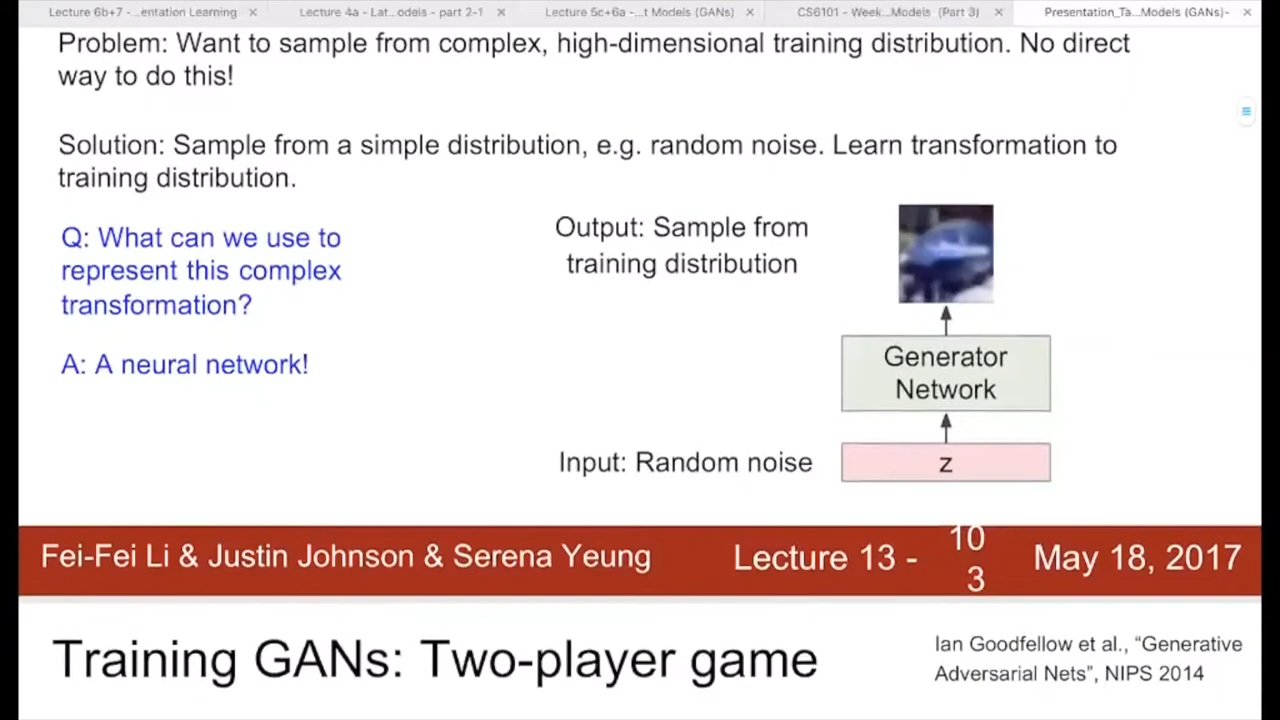 Lecture 6b+7 - ...entation Learning
Lecture 4a - Lat...odels - part 2-1
Lecture 5c+6a -...t Models (GANs)
CS6101 - Week...Models (Part 3)
Presentation_Ta...Models (GANs)-
Problem: Want to sample from complex, high-dimensional training distribution. No direct
way to do this!
Solution: Sample from a simple distribution, e.g. random noise. Learn transformation to
training distribution.
Q: What can we use to
represent this complex
transformation?
A: A neural network!
Output: Sample from
training distribution
Generator
Network
Input: Random noise
z
Fei-Fei Li & Justin Johnson & Serena Yeung
Lecture 13 -
10
3
May 18, 2017
Training GANs: Two-player game
Ian Goodfellow et al., “Generative
Adversarial Nets”, NIPS 2014